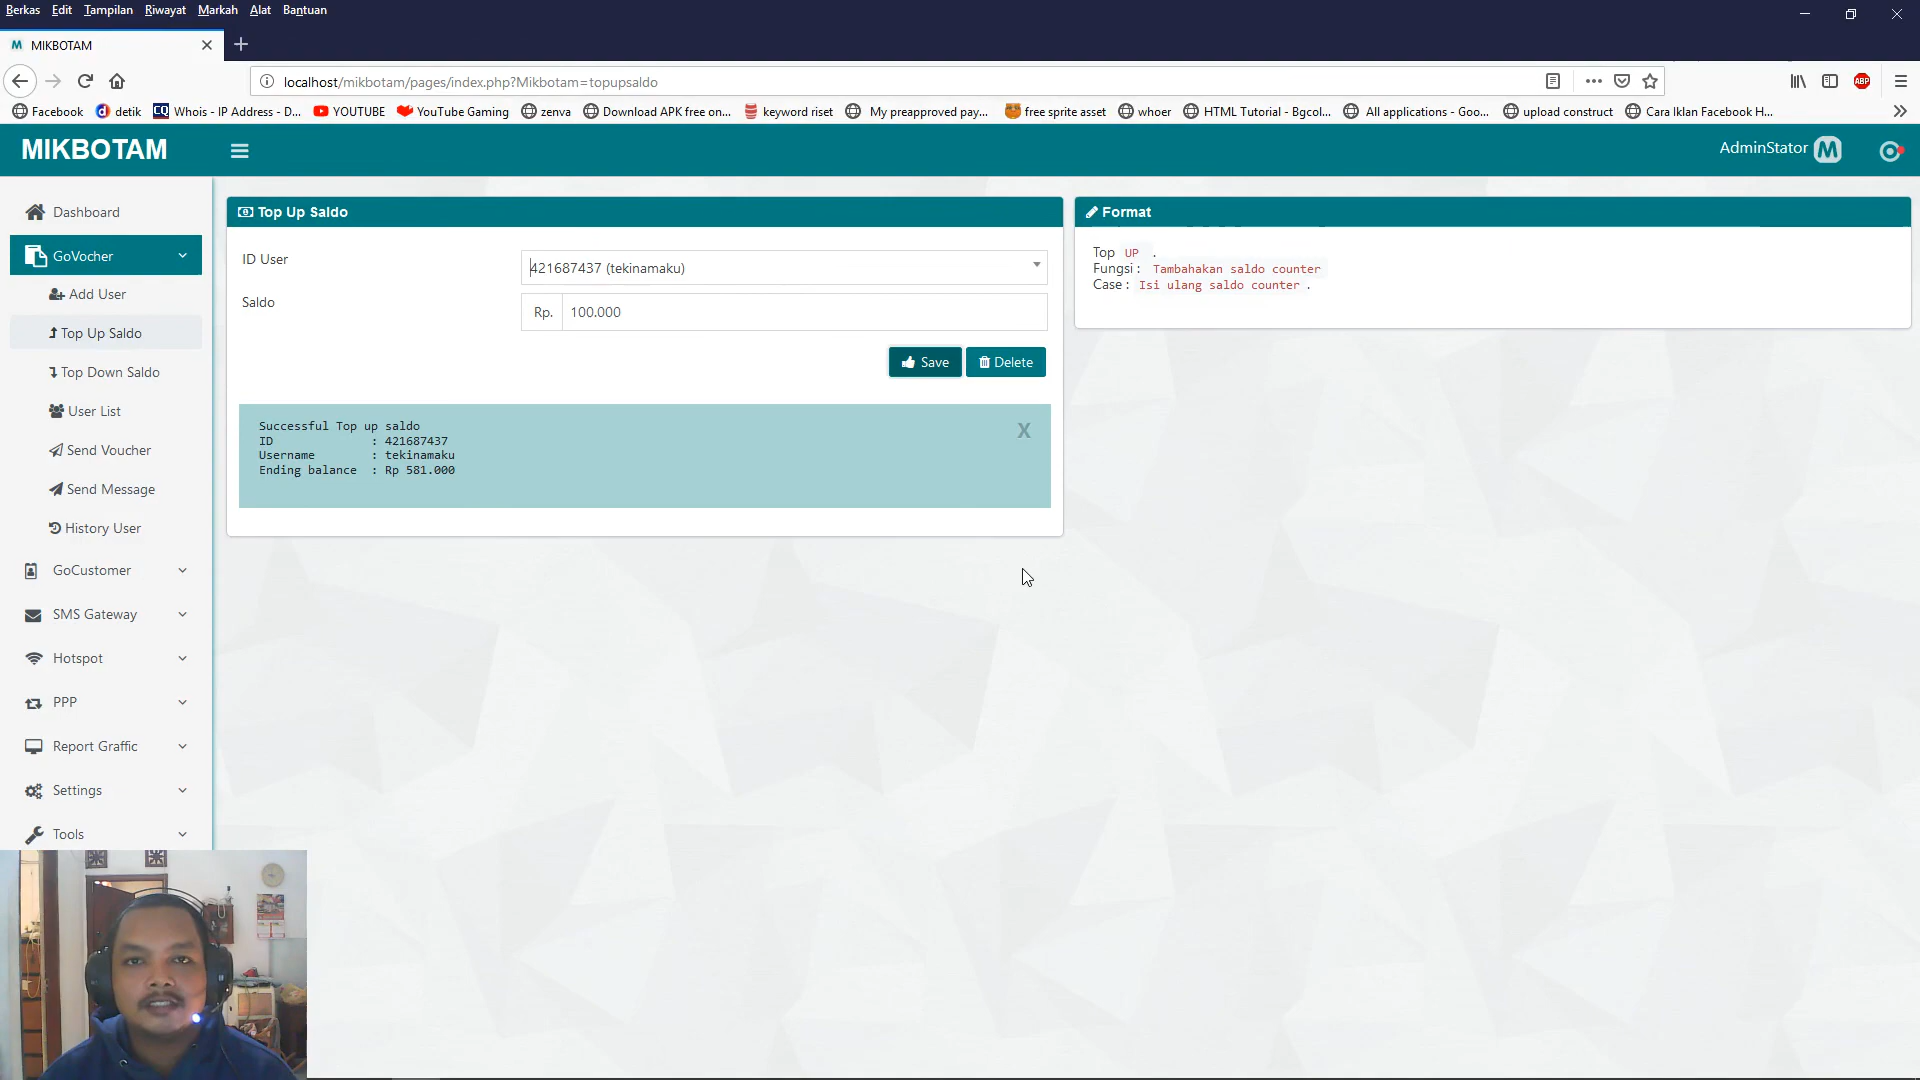 Berkas Edit Tampilan Riwayat Markah Alat Bantuan
MIKBOTAM
localhost/mikbotam/pages/index.php?Mikbotam=topupsaldo
ABP
Facebook detik Whois - IP Address - D... YOUTUBE YouTube Gaming zenva Download APK free on... keyword riset My preapproved pay... free sprite asset whoer HTML Tutorial - Bgcol... All applications - Goo... upload construct Cara Iklan Facebook H...
MIKBOTAM
AdminStator
Dashboard
GoVocher
Add User
Top Up Saldo
Top Down Saldo
User List
Send Voucher
Send Message
History User
GoCustomer
SMS Gateway
Hotspot
PPP
Report Graffic
Settings
Tools
Top Up Saldo
ID User
421687437 (tekinamaku)
Saldo
Rp. 100.000
Save Delete
Successful Top up saldo
ID : 421687437
Username : tekinamaku
Ending balance : Rp 581.000
X
Format
Top UP .
Fungsi : Tambahakan saldo counter
Case : Isi ulang saldo counter .